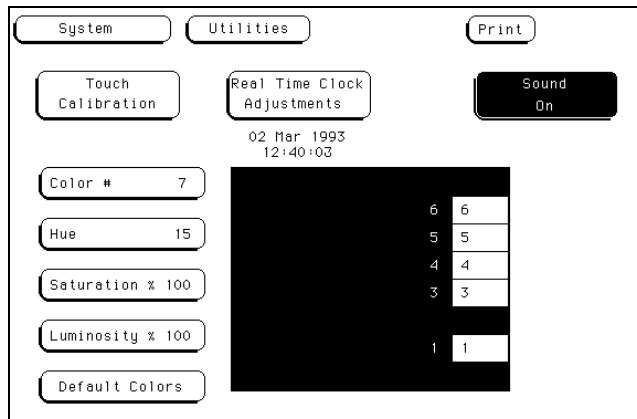 System Utilities Print
Touch Calibration
Real Time Clock Adjustments
Sound On
02 Mar 1993
12:40:03
Color # 7
Hue 15
Saturation % 100
Luminosity % 100
Default Colors
6 6
5 5
4 4
3 3
1 1